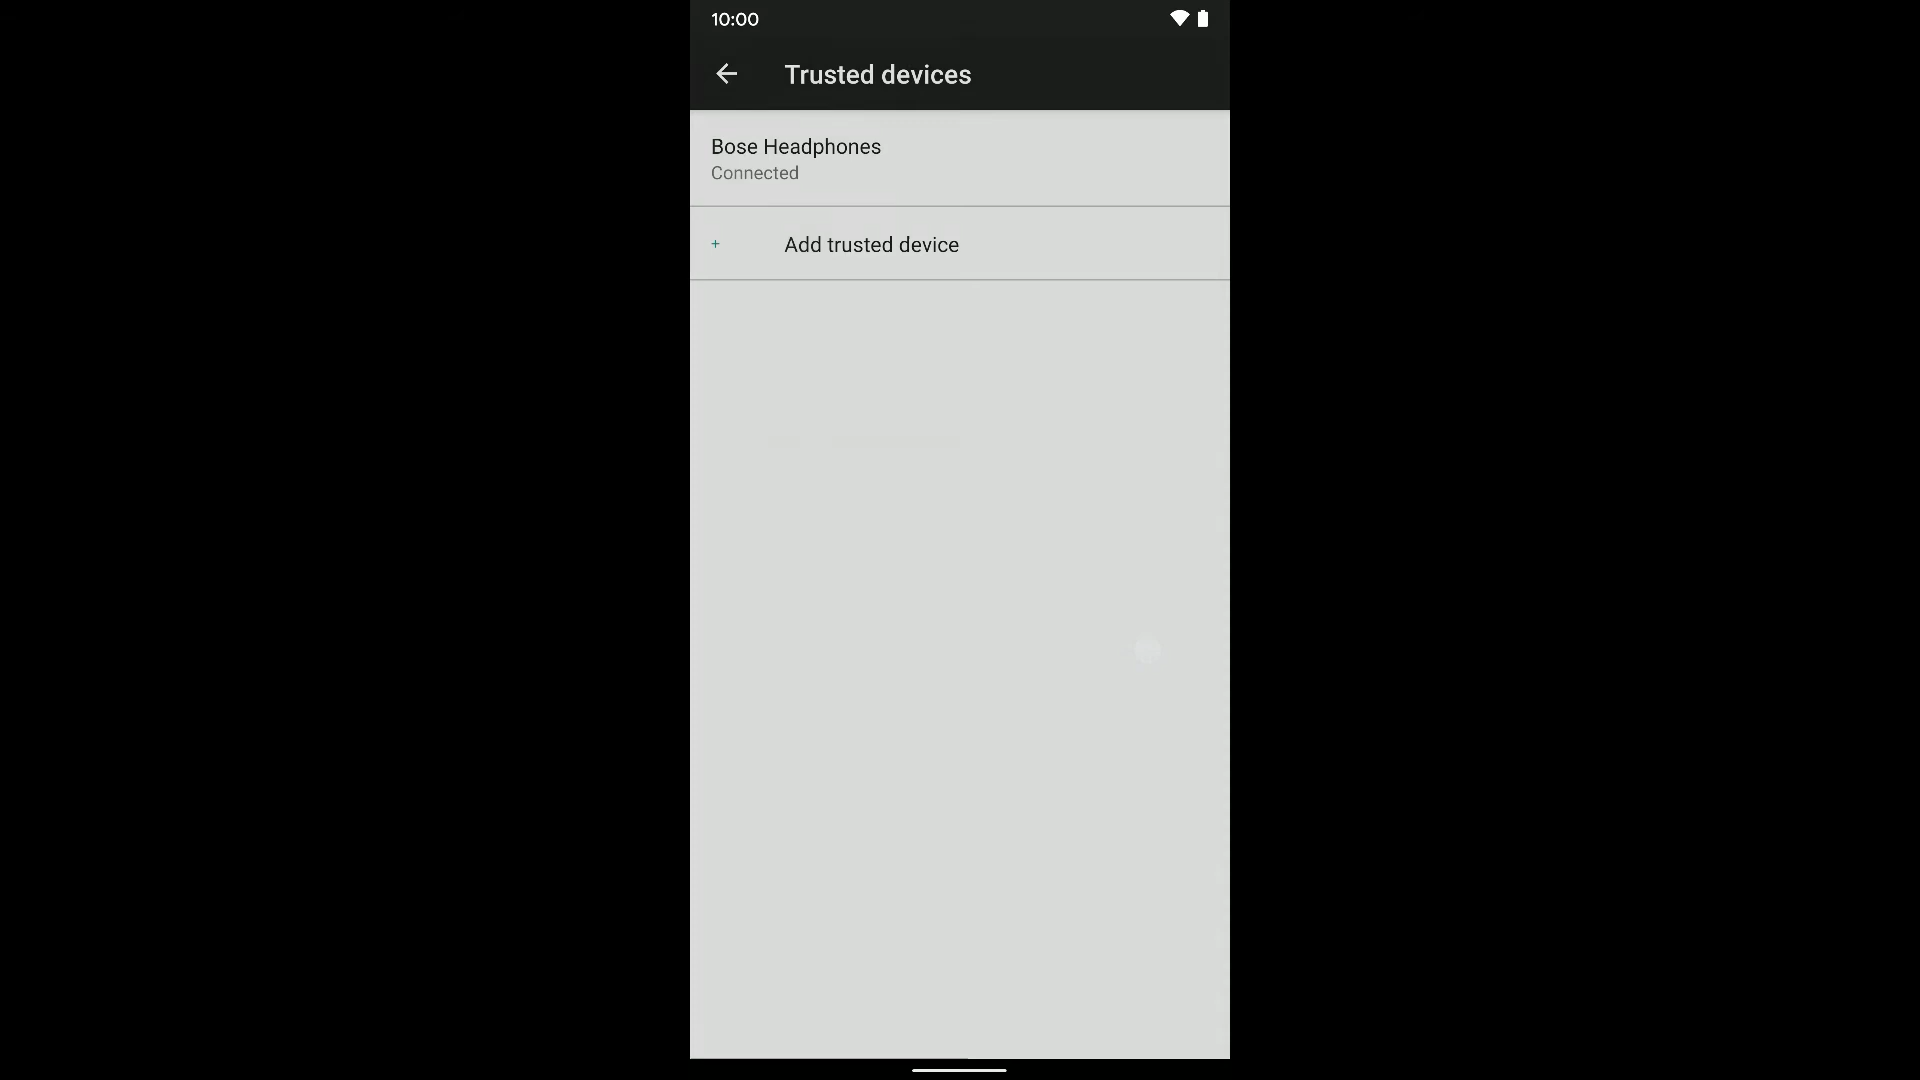 10:00
Trusted devices
Bose Headphones
Connected
+ Add trusted device